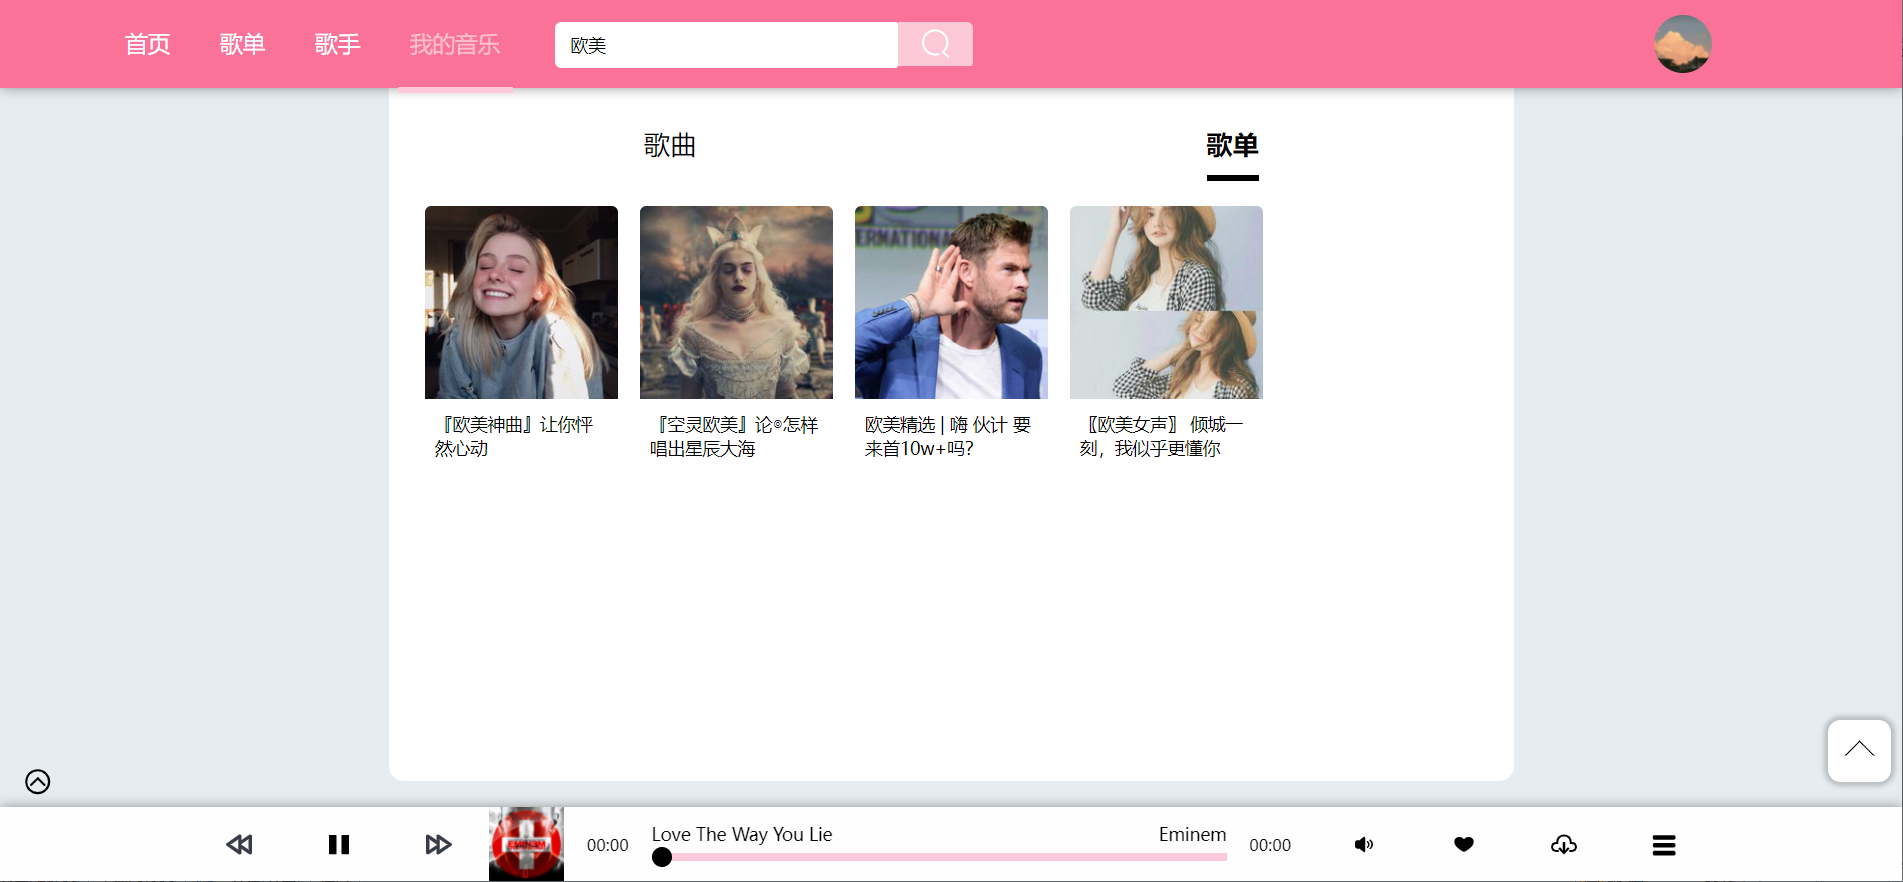 首页 歌单 歌手 我的音乐 欧美
歌曲 歌单
ERNATIONA
『欧美神曲』让你怦
然心动
『空灵欧美』论®怎样
唱出星辰大海
欧美精选 | 嗨 伙计 要
来首10w+吗?
〖欧美女声〗 倾城一
刻，我似乎更懂你
EMINEM
00:00
Love The Way You Lie
Eminem
00:00